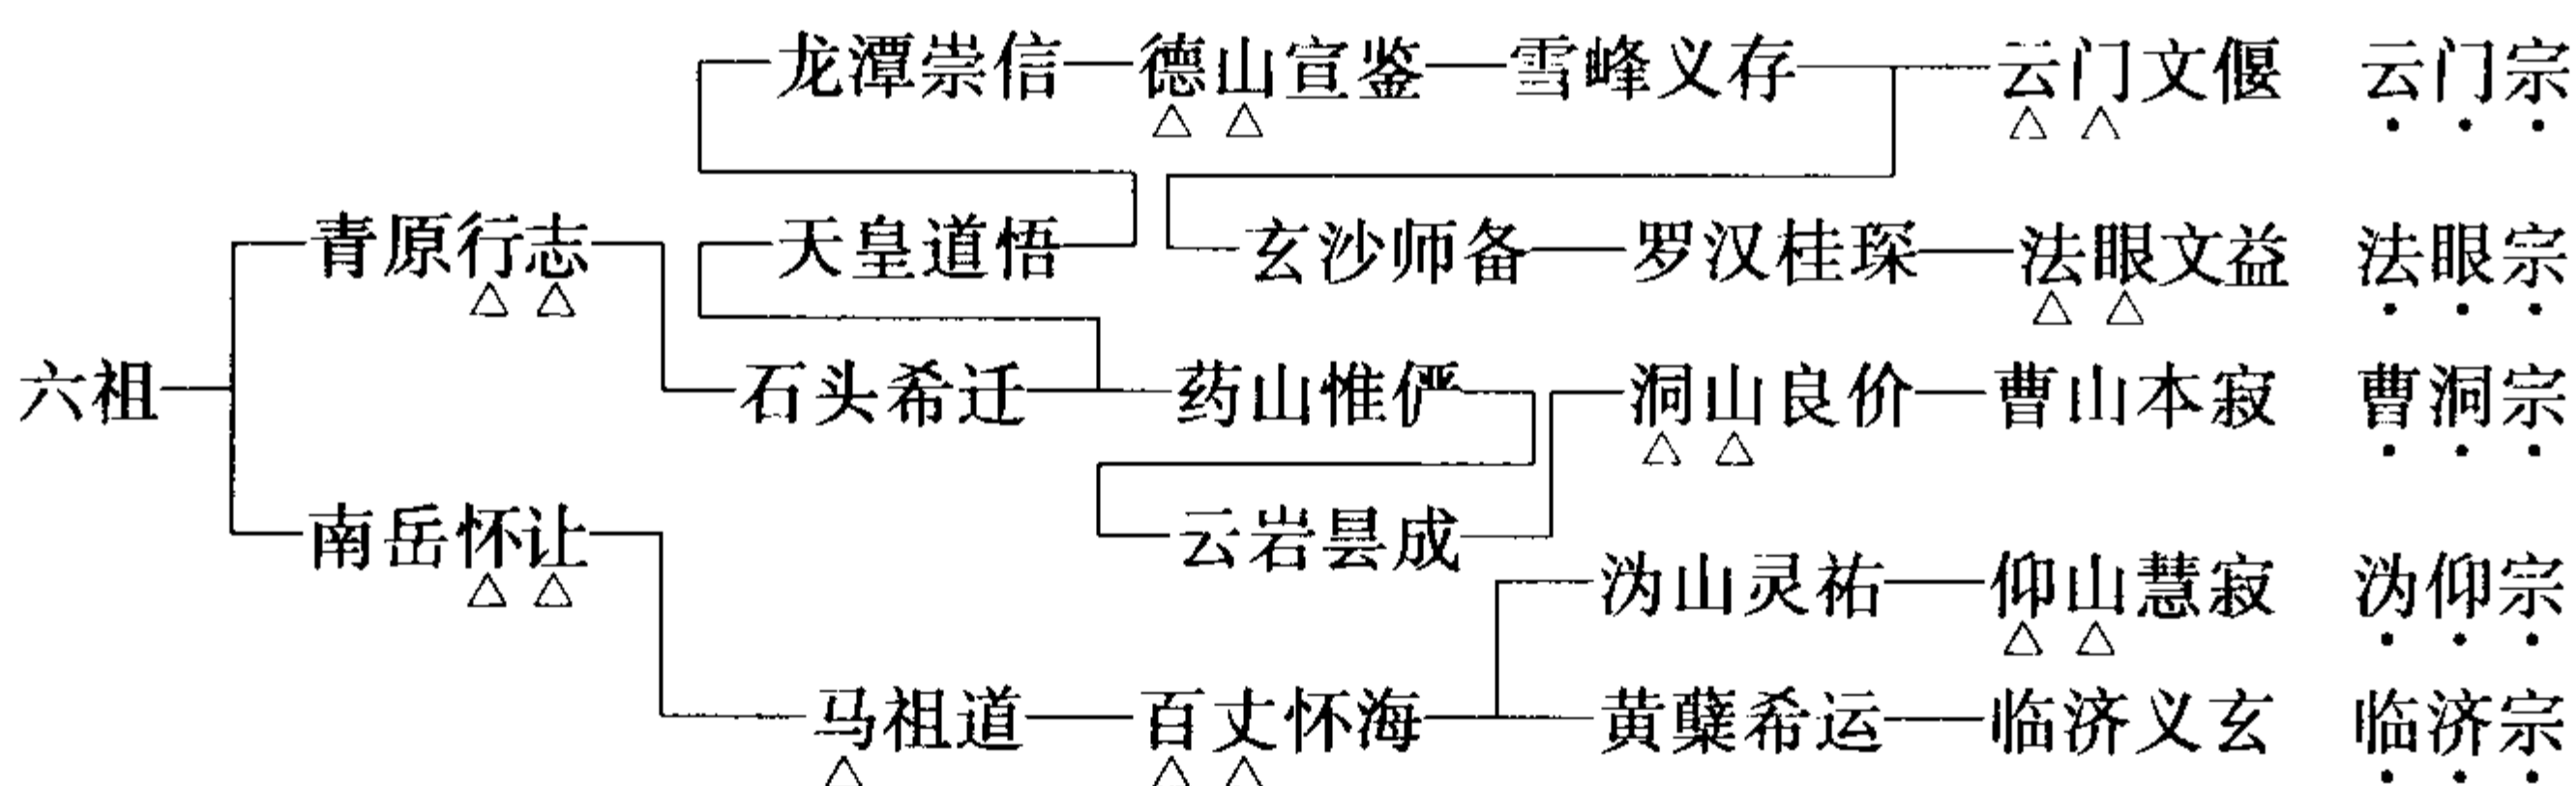 龙潭崇信 德山宣鉴 雪峰义存 云门文偃 云门宗
青原行志 天皇道悟 玄沙师备 罗汉桂琛 法眼文益 法眼宗
六祖 石头希迁 药山惟俨 洞山良价 曹山本寂 曹洞宗
南岳怀让 云岩昙成
沩山灵祐 仰山慧寂 沩仰宗
马祖道 百丈怀海 黄蘖希运 临济义玄 临济宗